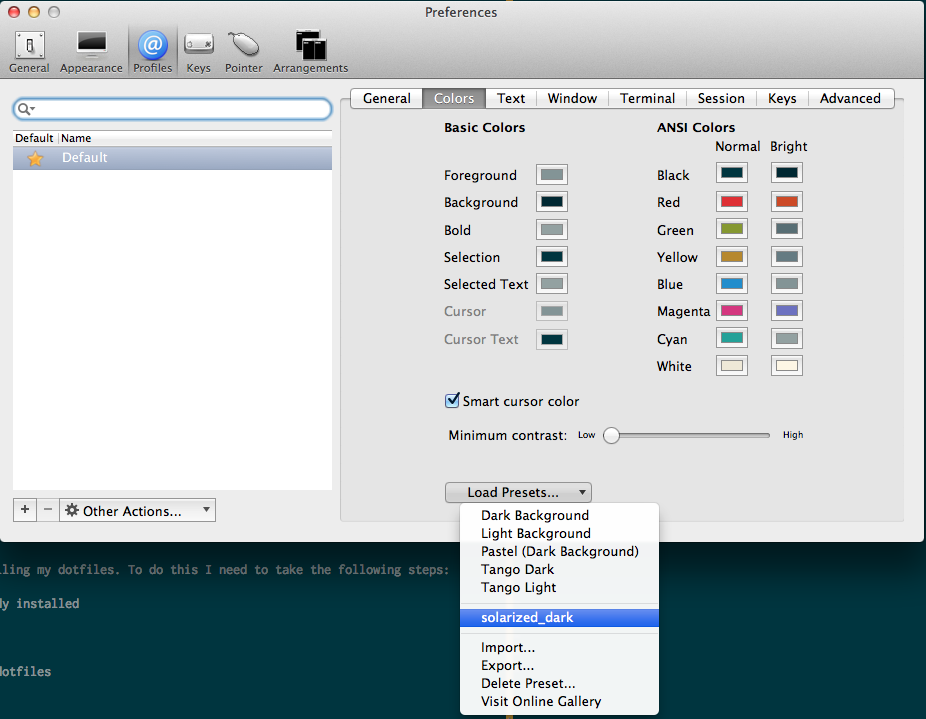 Preferences
General Appearance Profiles Keys Pointer Arrangements
General Colors Text Window Terminal Session Keys Advanced
Default Name
Default
Basic Colors
Foreground
Background
Bold
Selection
Selected Text
Cursor
Cursor Text
ANSI Colors
Normal Bright
Black
Red
Green
Yellow
Blue
Magenta
Cyan
White
Smart cursor color
Minimum contrast: Low High
Load Presets...
Dark Background
Light Background
Pastel (Dark Background)
Tango Dark
Tango Light
solarized_dark
Import...
Export...
Delete Preset...
Visit Online Gallery
+ − Other Actions...
my dotfiles. To do this I need to take the following steps:
installed
dotfiles